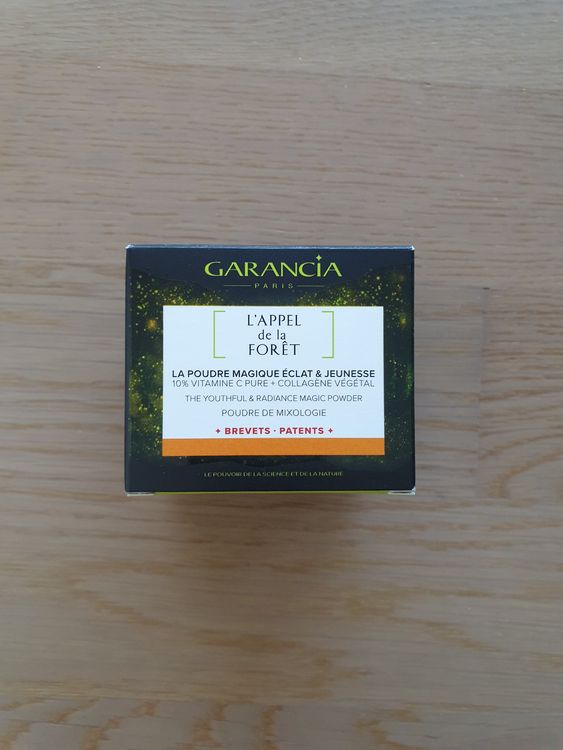 GARANCIA
PARIS
L'APPEL
de la
FORÊT
LA POUDRE MAGIQUE ÉCLAT & JEUNESSE
10% VITAMINE C PURE + COLLAGÈNE VÉGÉTAL
THE YOUTHFUL & RADIANCE MAGIC POWDER
POUDRE DE MIXOLOGIE
+ BREVETS · PATENTS +
LE POUVOIR DE LA SCIENCE ET DE LA NATURE